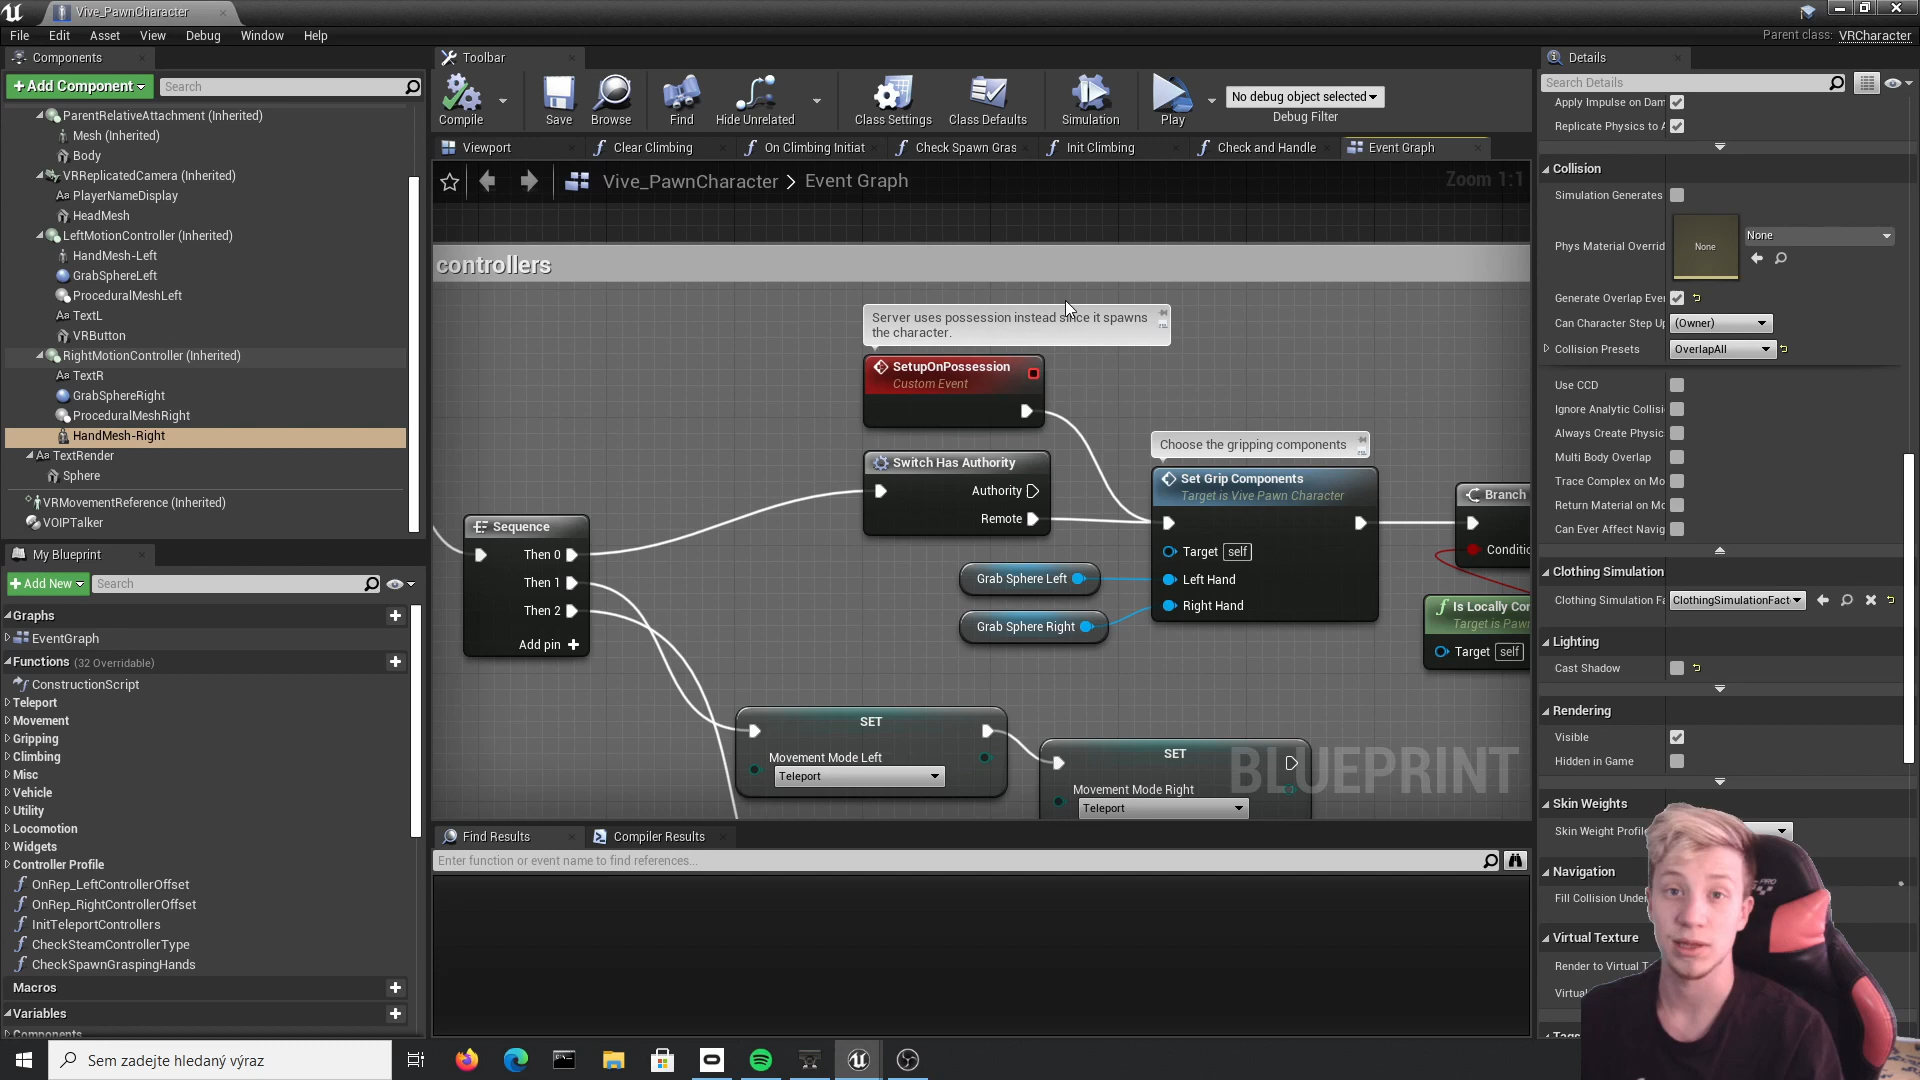 Vive_PawnCharacter
File Edit Asset View Debug Window Help
Parent class: VRCharacter
Components
+Add Component
Search
ParentRelativeAttachment (Inherited)
Mesh (Inherited)
Body
VRReplicatedCamera (Inherited)
Aa PlayerNameDisplay
HeadMesh
LeftMotionController (Inherited)
HandMesh-Left
GrabSphereLeft
ProceduralMeshLeft
Aa TextL
VRButton
RightMotionController (Inherited)
Aa TextR
GrabSphereRight
ProceduralMeshRight
HandMesh-Right
Aa TextRender
Sphere
VRMovementReference (Inherited)
VOIPTalker
My Blueprint
+Add New
Search
Graphs
EventGraph
Functions (32 Overridable)
ConstructionScript
Teleport
Movement
Gripping
Climbing
Misc
Vehicle
Utility
Locomotion
Widgets
Controller Profile
OnRep_LeftControllerOffset
OnRep_RightControllerOffset
InitTeleportControllers
CheckSteamControllerType
CheckSpawnGraspingHands
Macros
Variables
Components
Toolbar
Compile Save Browse Find Hide Unrelated Class Settings Class Defaults Simulation Play
No debug object selected
Debug Filter
Viewport Clear Climbing On Climbing Initiat Check Spawn Gras Init Climbing Check and Handle Event Graph
Vive_PawnCharacter > Event Graph
Zoom 1:1
controllers
Server uses possession instead since it spawns
the character.
SetupOnPossession
Custom Event
Switch Has Authority
Authority
Remote
Sequence
Then 0
Then 1
Then 2
Add pin +
Choose the gripping components
Set Grip Components
Target is Vive Pawn Character
Target self
Left Hand
Right Hand
Grab Sphere Left
Grab Sphere Right
Branch
Conditio
Is Locally Co
Target is Pawn
Target self
SET
Movement Mode Left
Teleport
SET
Movement Mode Right
Teleport
BLUEPRINT
Find Results
Compiler Results
Enter function or event name to find references...
Details
Search Details
Apply Impulse on Dam
Replicate Physics to A
Collision
Simulation Generates
Phys Material Overrid
None
None
Generate Overlap Ever
Can Character Step Up
(Owner)
Collision Presets
OverlapAll
Use CCD
Ignore Analytic Collisi
Always Create Physic
Multi Body Overlap
Trace Complex on Mo
Return Material on Mo
Can Ever Affect Navig
Clothing Simulation
Clothing Simulation Fa
ClothingSimulationFact
Lighting
Cast Shadow
Rendering
Visible
Hidden in Game
Skin Weights
Skin Weight Profile
Navigation
Fill Collision Under
Virtual Texture
Render to Virtual T
Virtual
Tags
Sem zadejte hledaný výraz